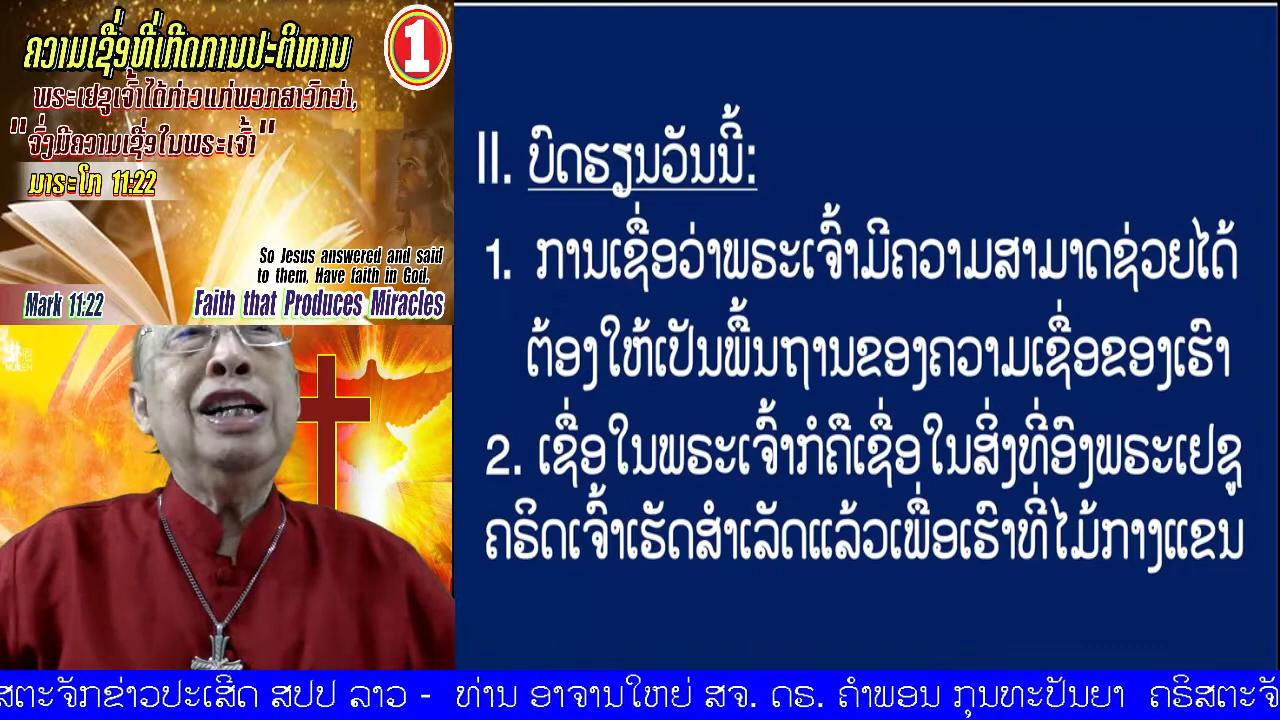 ຄວາມເຊື່ອທີ່ເກີດການປະຕິຫານ
1
ພຣະເຢຊູເຈົ້າໄດ້ກ່າວແກ່ພວກສາວົກວ່າ,
"ຈົ່ງມີຄວາມເຊື່ອໃນພຣະເຈົ້າ"
ມາຣະໂກ 11:22
So Jesus answered and said
to them, Have faith in God.
Mark 11:22
Faith that Produces Miracles
II. ບົດຮຽນວັນນີ້:
1. ການເຊື່ອວ່າພຣະເຈົ້າມີຄວາມສາມາດຊ່ວຍໄດ້
ຕ້ອງໃຫ້ເປັນພື້ນຖານຂອງຄວາມເຊື່ອຂອງເຮົາ
2. ເຊື່ອໃນພຣະເຈົ້າກໍຄືເຊື່ອໃນສິ່ງທີ່ອົງພຣະເຢຊູ
ຄຣິດເຈົ້າເຮັດສຳເລັດແລ້ວເພື່ອເຮົາທີ່ໄມ້ກາງແຂນ
ສຕະຈັກຂ່າວປະເສີດ ສປປ ລາວ - ທ່ານ ອາຈານໃຫຍ່ ສຈ. ດຣ. ຄຳພອນ ກຸນທະປັນຍາ ຄຣິສຕະຈັ